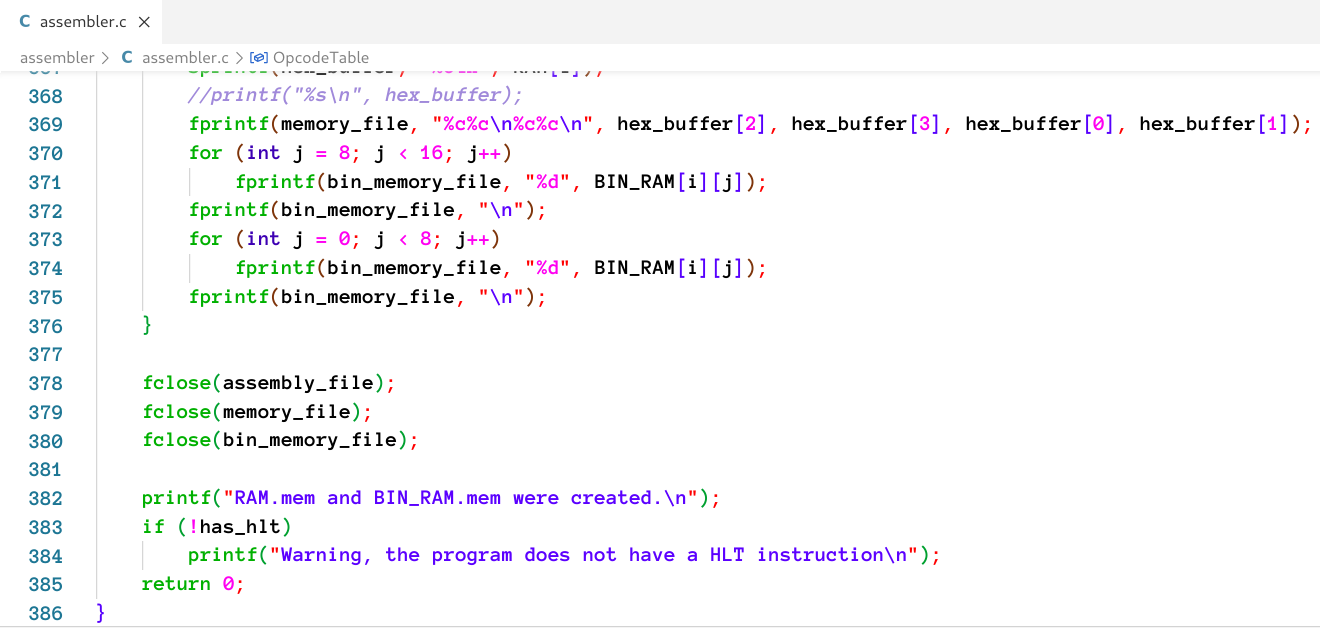 C assembler.c ×
assembler > C assembler.c > OpcodeTable
368 //printf("%s\n", hex_buffer);
369 fprintf(memory_file, "%c%c\n%c%c\n", hex_buffer[2], hex_buffer[3], hex_buffer[0], hex_buffer[1]);
370 for (int j = 8; j < 16; j++)
371 fprintf(bin_memory_file, "%d", BIN_RAM[i][j]);
372 fprintf(bin_memory_file, "\n");
373 for (int j = 0; j < 8; j++)
374 fprintf(bin_memory_file, "%d", BIN_RAM[i][j]);
375 fprintf(bin_memory_file, "\n");
376 }
377
378 fclose(assembly_file);
379 fclose(memory_file);
380 fclose(bin_memory_file);
381
382 printf("RAM.mem and BIN_RAM.mem were created.\n");
383 if (!has_hlt)
384 printf("Warning, the program does not have a HLT instruction\n");
385 return 0;
386 }